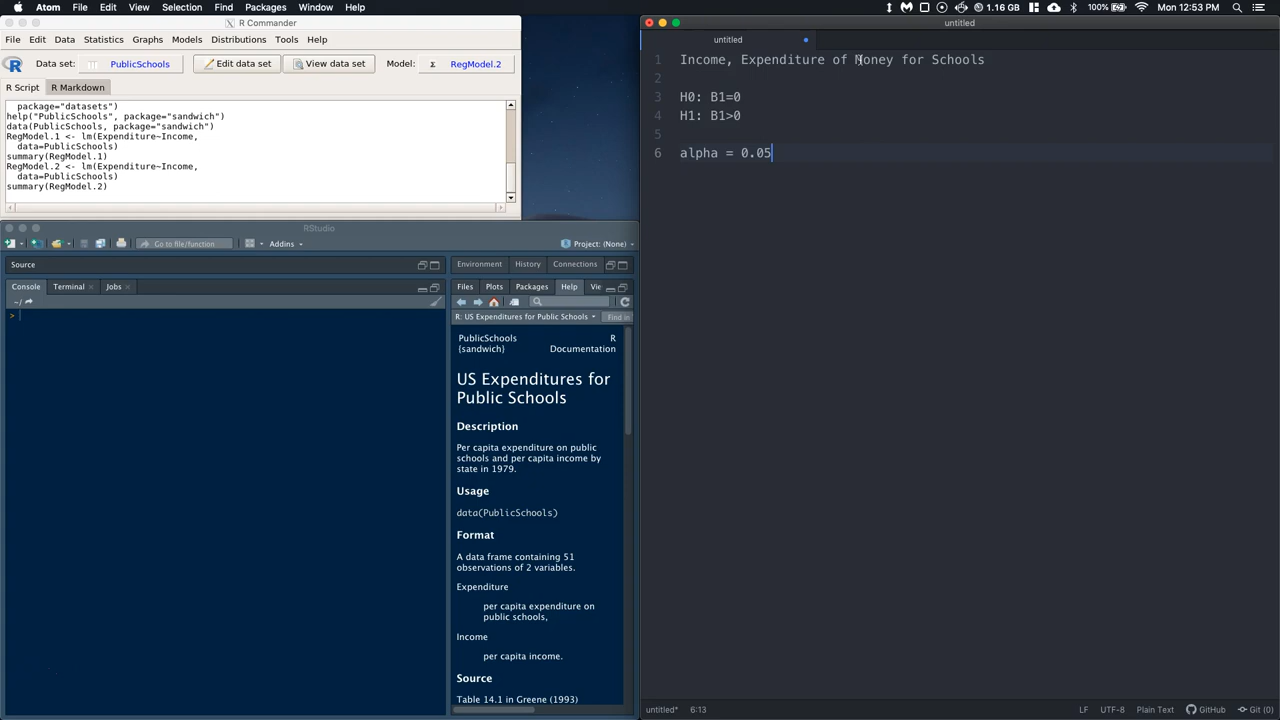 Atom File Edit View Selection Find Packages Window Help 1.16 GB 100% Mon 12:53 PM
R Commander
File Edit Data Statistics Graphs Models Distributions Tools Help
Data set: PublicSchools Edit data set View data set Model: Σ RegModel.2
R Script R Markdown
package="datasets")
help("PublicSchools", package="sandwich")
data(PublicSchools, package="sandwich")
RegModel.1 <- lm(Expenditure~Income,
data=PublicSchools)
summary(RegModel.1)
RegModel.2 <- lm(Expenditure~Income,
data=PublicSchools)
summary(RegModel.2)
RStudio
Go to file/function Addins Project: (None)
Source
Console Terminal Jobs
~/
>
Environment History Connections
Files Plots Packages Help Vie
R: US Expenditures for Public Schools Find in
PublicSchools R
{sandwich} Documentation
US Expenditures for
Public Schools
Description
Per capita expenditure on public
schools and per capita income by
state in 1979.
Usage
data(PublicSchools)
Format
A data frame containing 51
observations of 2 variables.
Expenditure
per capita expenditure on
public schools,
Income
per capita income.
Source
Table 14.1 in Greene (1993)
untitled
untitled
1 Income, Expenditure of Money for Schools
2
3 H0: B1=0
4 H1: B1>0
5
6 alpha = 0.05
untitled* 6:13 LF UTF-8 Plain Text GitHub Git (0)